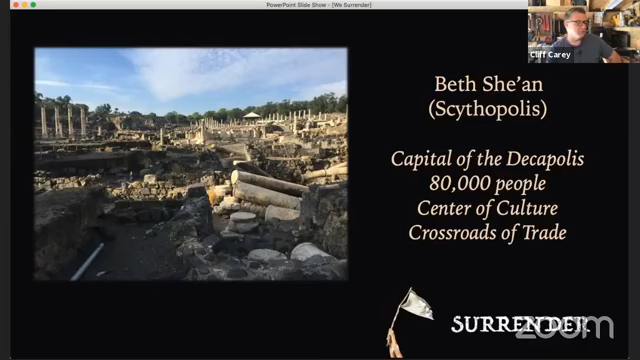 PowerPoint Slide Show - [We Surrender]
Cliff Carey
Beth She'an
(Scythopolis)
Capital of the Decapolis
80,000 people
Center of Culture
Crossroads of Trade
SURRENDER
zoom